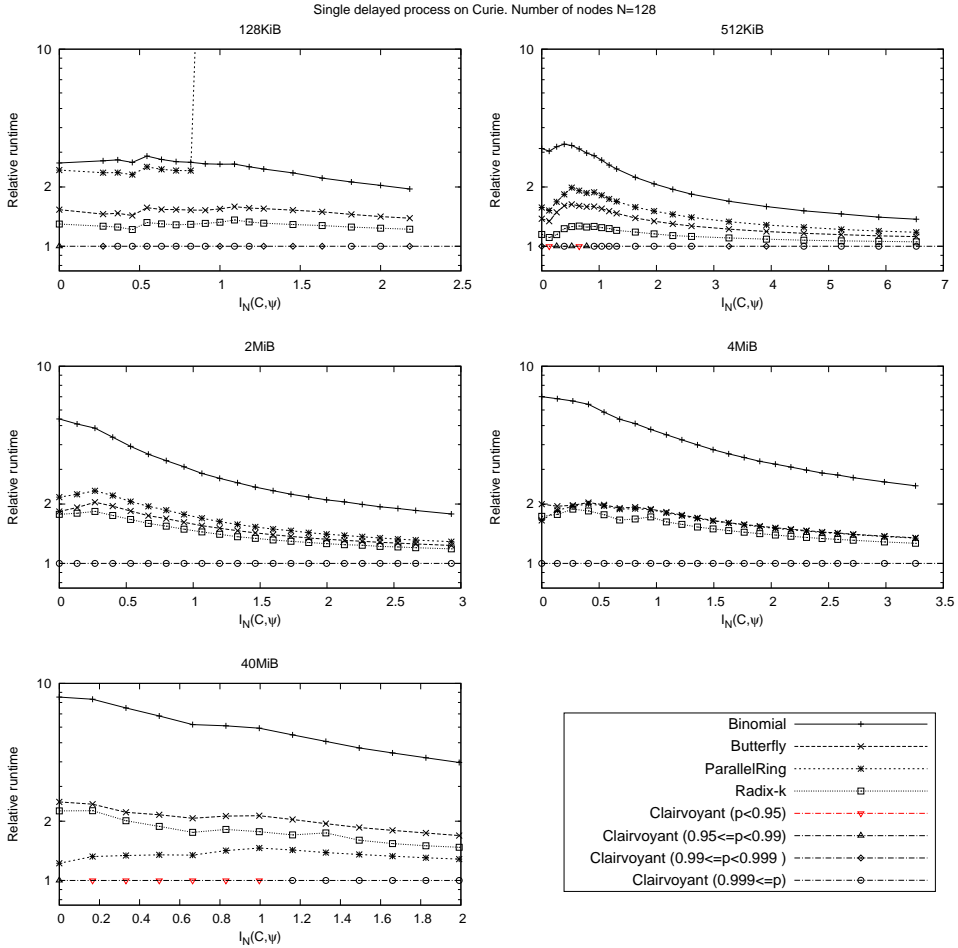 Single delayed process on Curie. Number of nodes N=128
128KiB
Relative runtime
10
2
1
0 0.5 1 1.5 2 2.5
I_N(C,ψ)
512KiB
Relative runtime
10
2
1
0 1 2 3 4 5 6 7
I_N(C,ψ)
2MiB
Relative runtime
10
2
1
0 0.5 1 1.5 2 2.5 3
I_N(C,ψ)
4MiB
Relative runtime
10
2
1
0 0.5 1 1.5 2 2.5 3 3.5
I_N(C,ψ)
40MiB
Relative runtime
10
2
1
0 0.2 0.4 0.6 0.8 1 1.2 1.4 1.6 1.8 2
I_N(C,ψ)
Binomial
Butterfly
ParallelRing
Radix-k
Clairvoyant (p<0.95)
Clairvoyant (0.95<=p<0.99)
Clairvoyant (0.99<=p<0.999 )
Clairvoyant (0.999<=p)